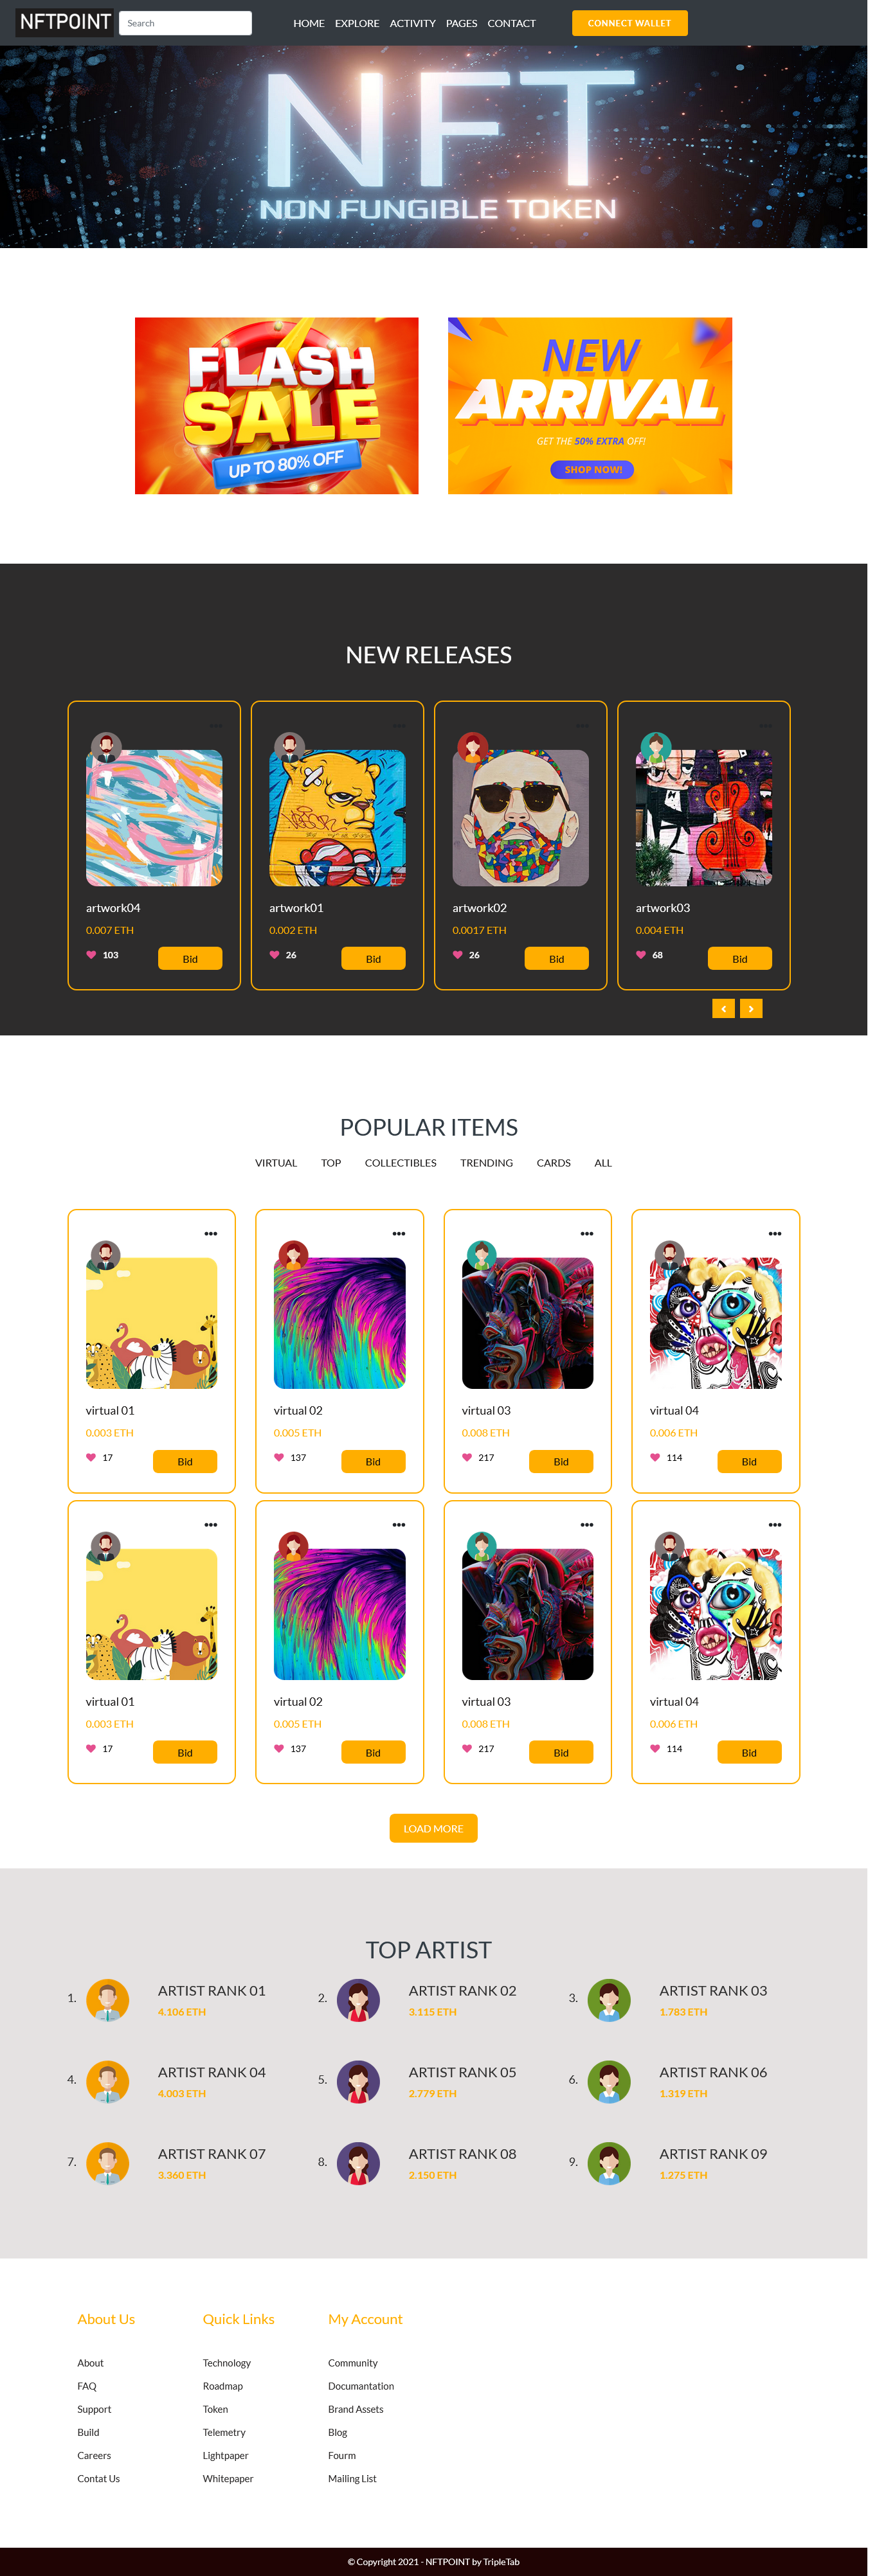 NFTPOINT Search HOME EXPLORE ACTIVITY PAGES CONTACT CONNECT WALLET
NFT
NON FUNGIBLE TOKEN
FLASH
SALE
UP TO 80% OFF
NEW
ARRIVAL
GET THE 50% EXTRA OFF!
SHOP NOW!
NEW RELEASES
artwork04
0.007 ETH
103 Bid
artwork01
0.002 ETH
26 Bid
artwork02
0.0017 ETH
26 Bid
artwork03
0.004 ETH
68 Bid
POPULAR ITEMS
VIRTUAL TOP COLLECTIBLES TRENDING CARDS ALL
virtual 01
0.003 ETH
17 Bid
virtual 02
0.005 ETH
137 Bid
virtual 03
0.008 ETH
217 Bid
virtual 04
0.006 ETH
114 Bid
virtual 01
0.003 ETH
17 Bid
virtual 02
0.005 ETH
137 Bid
virtual 03
0.008 ETH
217 Bid
virtual 04
0.006 ETH
114 Bid
LOAD MORE
TOP ARTIST
1. ARTIST RANK 01
4.106 ETH
2. ARTIST RANK 02
3.115 ETH
3. ARTIST RANK 03
1.783 ETH
4. ARTIST RANK 04
4.003 ETH
5. ARTIST RANK 05
2.779 ETH
6. ARTIST RANK 06
1.319 ETH
7. ARTIST RANK 07
3.360 ETH
8. ARTIST RANK 08
2.150 ETH
9. ARTIST RANK 09
1.275 ETH
About Us
About
FAQ
Support
Build
Careers
Contat Us
Quick Links
Technology
Roadmap
Token
Telemetry
Lightpaper
Whitepaper
My Account
Community
Documantation
Brand Assets
Blog
Fourm
Mailing List
© Copyright 2021 - NFTPOINT by TripleTab